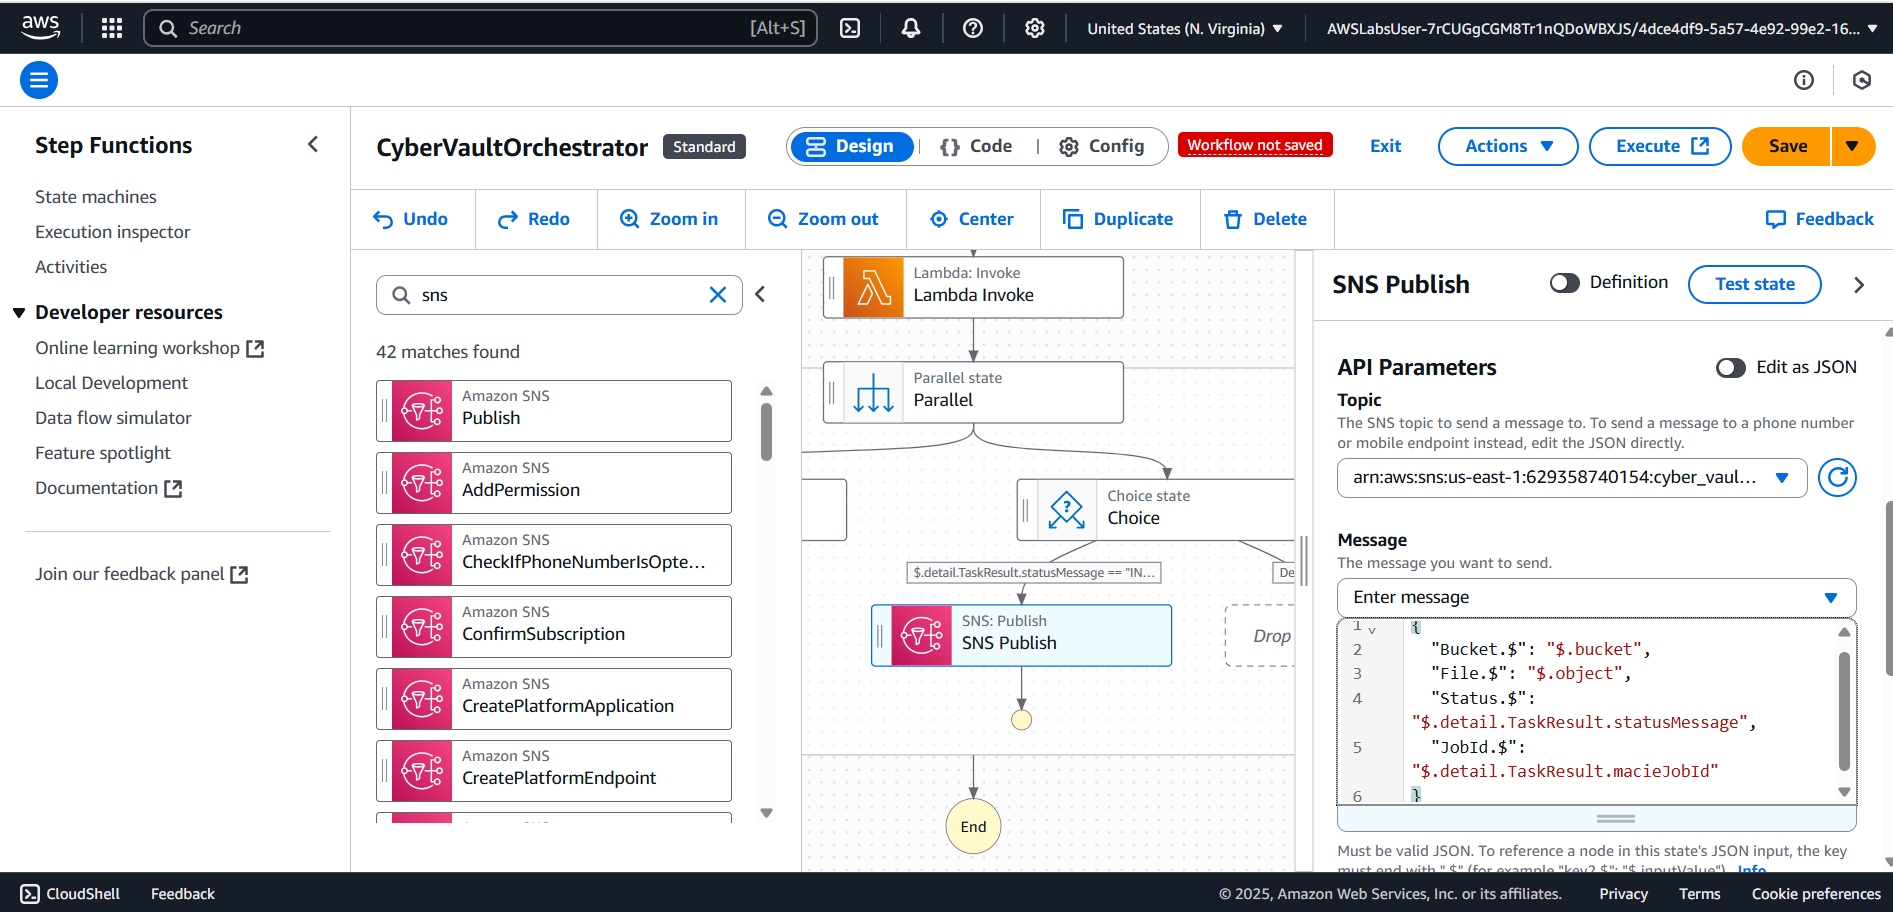 aws
Search
[Alt+S]
United States (N. Virginia)
AWSLabsUser-7rCUGgCGM8Tr1nQDoWBXJS/4dce4df9-5a57-4e92-99e2-16...
Step Functions
State machines
Execution inspector
Activities
Developer resources
Online learning workshop
Local Development
Data flow simulator
Feature spotlight
Documentation
Join our feedback panel
CyberVaultOrchestrator
Standard
Design
{} Code
Config
Workflow not saved
Exit
Actions
Execute
Save
Undo
Redo
Zoom in
Zoom out
Center
Duplicate
Delete
Feedback
sns
42 matches found
Amazon SNS
Publish
Amazon SNS
AddPermission
Amazon SNS
CheckIfPhoneNumberIsOpte...
Amazon SNS
ConfirmSubscription
Amazon SNS
CreatePlatformApplication
Amazon SNS
CreatePlatformEndpoint
Lambda: Invoke
Lambda Invoke
Parallel state
Parallel
Choice state
Choice
$.detail.TaskResult.statusMessage == "IN...
De
SNS: Publish
SNS Publish
Drop
End
SNS Publish
Definition
Test state
API Parameters
Edit as JSON
Topic
The SNS topic to send a message to. To send a message to a phone number
or mobile endpoint instead, edit the JSON directly.
arn:aws:sns:us-east-1:629358740154:cyber_vaul...
Message
The message you want to send.
Enter message
1 {
2 "Bucket.$": "$.bucket",
3 "File.$": "$.object",
4 "Status.$":
"$.detail.TaskResult.statusMessage",
5 "JobId.$":
"$.detail.TaskResult.macieJobId"
6 }
Must be valid JSON. To reference a node in this state's JSON input, the key
must end with ".$" (for example "key2.$": "$.inputValue"). Info
CloudShell
Feedback
© 2025, Amazon Web Services, Inc. or its affiliates.
Privacy
Terms
Cookie preferences